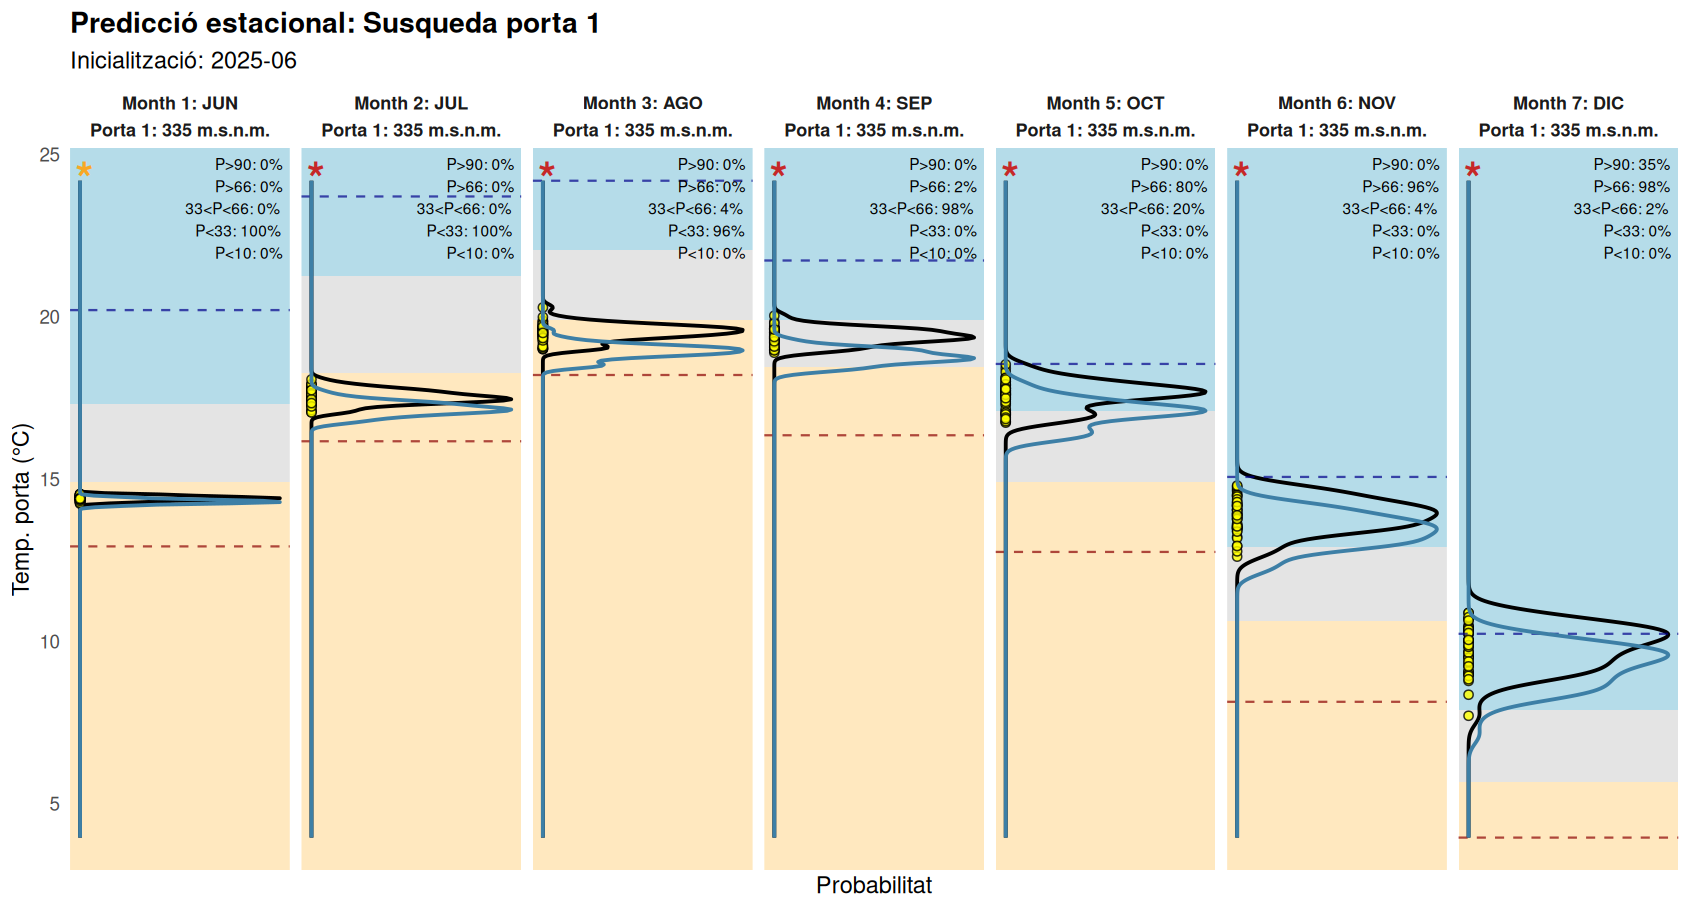 Predicció estacional: Susqueda porta 1
Inicialització: 2025-06
Month 1: JUN
Porta 1: 335 m.s.n.m.
Month 2: JUL
Porta 1: 335 m.s.n.m.
Month 3: AGO
Porta 1: 335 m.s.n.m.
Month 4: SEP
Porta 1: 335 m.s.n.m.
Month 5: OCT
Porta 1: 335 m.s.n.m.
Month 6: NOV
Porta 1: 335 m.s.n.m.
Month 7: DIC
Porta 1: 335 m.s.n.m.
Temp. porta (°C)
25
20
15
10
5
*
P>90: 0%
P>66: 0%
33<P<66: 0%
P<33: 100%
P<10: 0%
*
P>90: 0%
P>66: 0%
33<P<66: 0%
P<33: 100%
P<10: 0%
*
P>90: 0%
P>66: 0%
33<P<66: 4%
P<33: 96%
P<10: 0%
*
P>90: 0%
P>66: 2%
33<P<66: 98%
P<33: 0%
P<10: 0%
*
P>90: 0%
P>66: 80%
33<P<66: 20%
P<33: 0%
P<10: 0%
*
P>90: 0%
P>66: 96%
33<P<66: 4%
P<33: 0%
P<10: 0%
*
P>90: 35%
P>66: 98%
33<P<66: 2%
P<33: 0%
P<10: 0%
Probabilitat